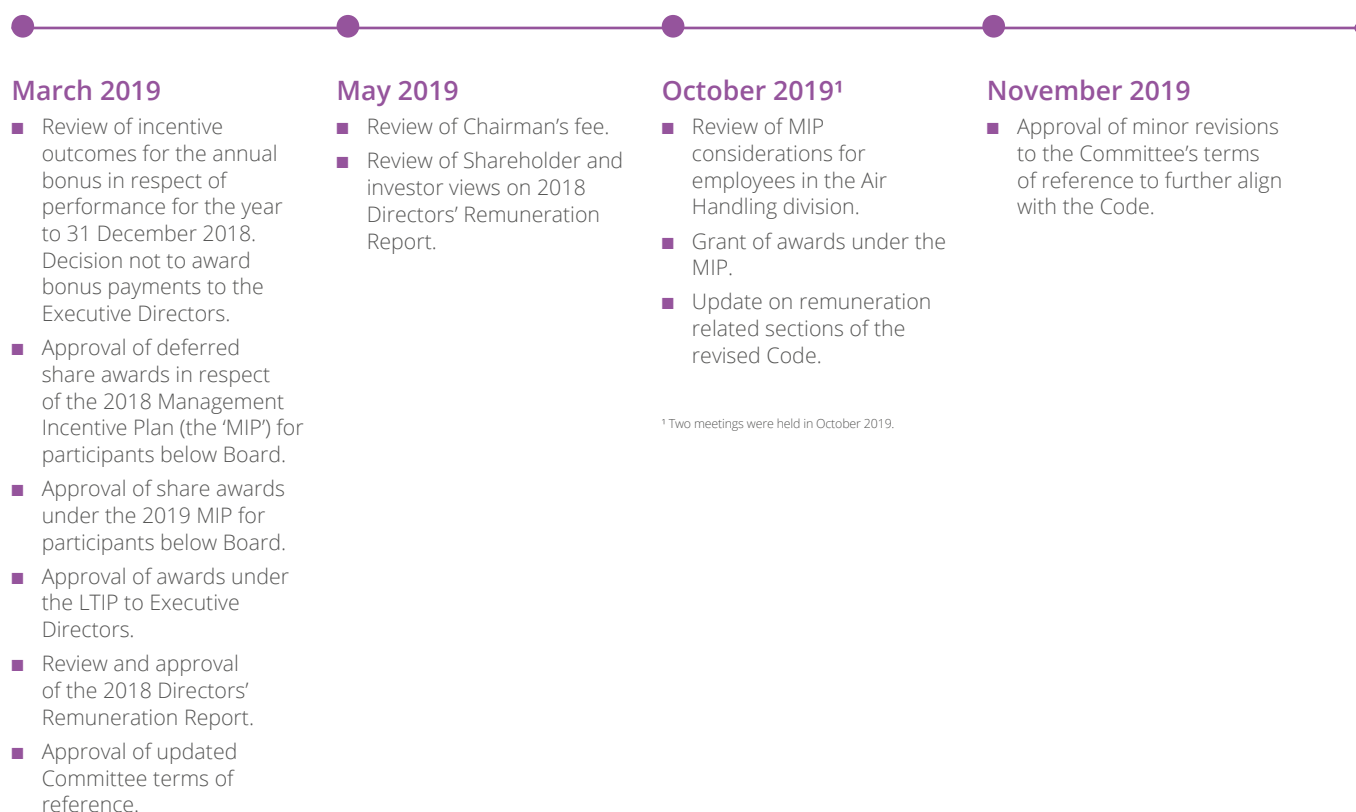 March 2019
■ Review of incentive
outcomes for the annual
bonus in respect of
performance for the year
to 31 December 2018.
Decision not to award
bonus payments to the
Executive Directors.
■ Approval of deferred
share awards in respect
of the 2018 Management
Incentive Plan (the ‘MIP’) for
participants below Board.
■ Approval of share awards
under the 2019 MIP for
participants below Board.
■ Approval of awards under
the LTIP to Executive
Directors.
■ Review and approval
of the 2018 Directors’
Remuneration Report.
■ Approval of updated
Committee terms of
reference.
May 2019
■ Review of Chairman’s fee.
■ Review of Shareholder and
investor views on 2018
Directors’ Remuneration
Report.
October 2019¹
■ Review of MIP
considerations for
employees in the Air
Handling division.
■ Grant of awards under the
MIP.
■ Update on remuneration
related sections of the
revised Code.
¹ Two meetings were held in October 2019.
November 2019
■ Approval of minor revisions
to the Committee’s terms
of reference to further align
with the Code.